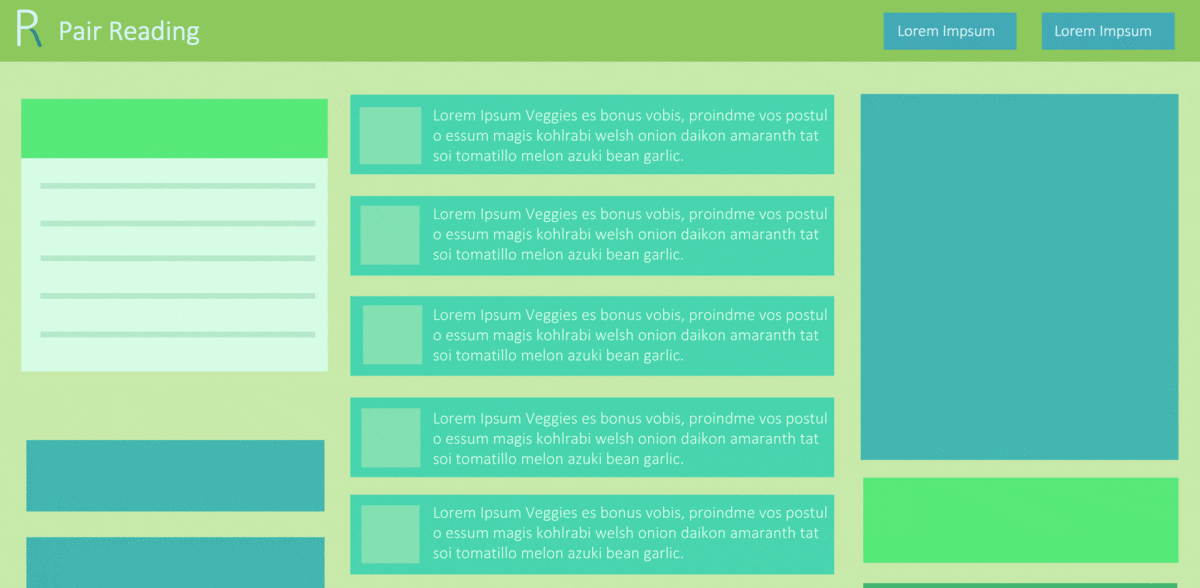 R Pair Reading
Lorem Impsum
Lorem Impsum
Lorem Ipsum Veggies es bonus vobis, proindme vos postul
o essum magis kohlrabi welsh onion daikon amaranth tat
soi tomatillo melon azuki bean garlic.
Lorem Ipsum Veggies es bonus vobis, proindme vos postul
o essum magis kohlrabi welsh onion daikon amaranth tat
soi tomatillo melon azuki bean garlic.
Lorem Ipsum Veggies es bonus vobis, proindme vos postul
o essum magis kohlrabi welsh onion daikon amaranth tat
soi tomatillo melon azuki bean garlic.
Lorem Ipsum Veggies es bonus vobis, proindme vos postul
o essum magis kohlrabi welsh onion daikon amaranth tat
soi tomatillo melon azuki bean garlic.
Lorem Ipsum Veggies es bonus vobis, proindme vos postul
o essum magis kohlrabi welsh onion daikon amaranth tat
soi tomatillo melon azuki bean garlic.